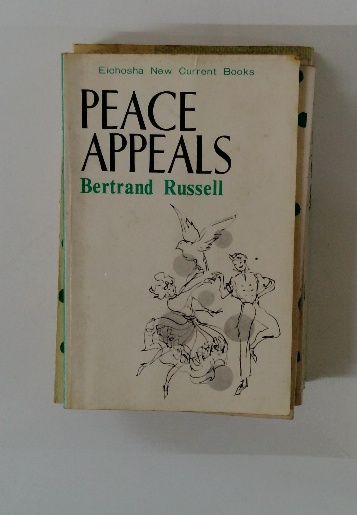 Eichosha New Current Books
PEACE
APPEALS
Bertrand Russell